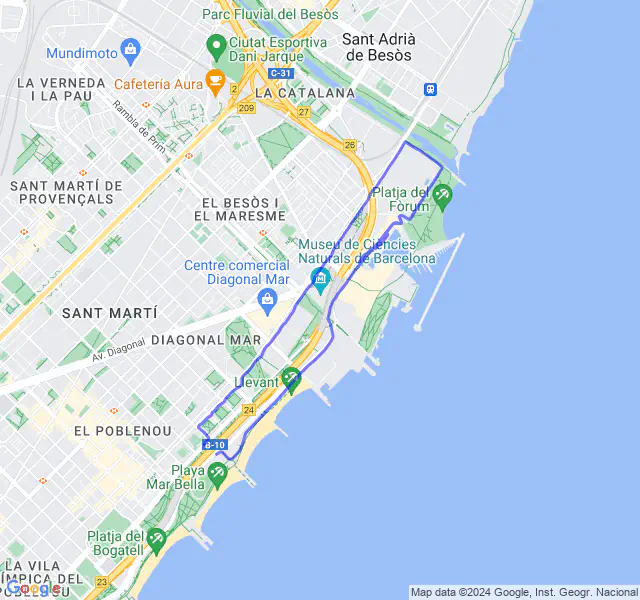 Parc Fluvial del Besòs
Mundimoto
Ciutat Esportiva
Dani Jarque
Sant Adrià
de Besòs
C-31
LA VERNEDA
I LA PAU
Cafetería Aura
2
LA CATALANA
209
27
Rambla de Prim
26
SANT MARTÍ DE
PROVENÇALS
EL BESÒS I
EL MARESME
Platja del
Fòrum
Museu de Ciències
Naturals de Barcelona
Centre comercial
Diagonal Mar
SANT MARTÍ
Av. Diagonal
DIAGONAL MAR
Llevant
24
EL POBLENOU
B-10
Playa
Mar Bella
Platja del
Bogatell
LA VILA
ÍMPICA DEL
POBLENOU
23
Google
Map data ©2024 Google, Inst. Geogr. Nacional